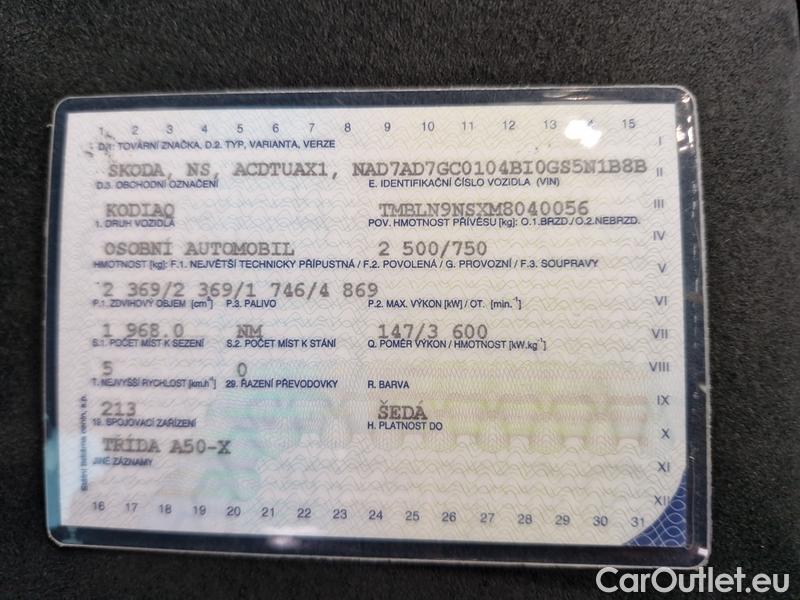 1 2 3 4 5 6 7 8 9 10 11 12 13 14 15
D.1. TOVÁRNÍ ZNAČKA, D.2. TYP, VARIANTA, VERZE
I
ŠKODA, NS, ACDTUAX1, NAD7AD7GC0104BI0GS5N1B8B
II
D.3. OBCHODNÍ OZNAČENÍ E. IDENTIFIKAČNÍ ČÍSLO VOZIDLA (VIN)
KODIAQ TMBLN9NSXM8040056
III
1. DRUH VOZIDLA POV. HMOTNOST PŘÍVĚSU [kg]: O.1.BRZD./O.2.NEBRZD.
IV
OSOBNÍ AUTOMOBIL 2 500/750
HMOTNOST [kg]: F.1. NEJVĚTŠÍ TECHNICKY PŘÍPUSTNÁ / F.2. POVOLENÁ / G. PROVOZNÍ / F.3. SOUPRAVY
V
2 369/2 369/1 746/4 869
P.1. ZDVIHOVÝ OBJEM [cm³] P.3. PALIVO P.2. MAX. VÝKON [kW] / OT. [min.⁻¹]
VI
1 968.0 NM 147/3 600
VII
S.1. POČET MÍST K SEZENÍ S.2. POČET MÍST K STÁNÍ Q. POMĚR VÝKON / HMOTNOST [kW.kg⁻¹]
5 0
VIII
T. NEJVYŠŠÍ RYCHLOST [km.h⁻¹] 29. ŘAZENÍ PŘEVODOVKY R. BARVA
213 ŠEDÁ
IX
19. SPOJOVACÍ ZAŘÍZENÍ H. PLATNOST DO
X
TŘÍDA A50-X
JINÉ ZÁZNAMY
XI
XII
16 17 18 19 20 21 22 23 24 25 26 27 28 29 30 31
Státní tiskárna cenin, s.p.
CarOutlet.eu